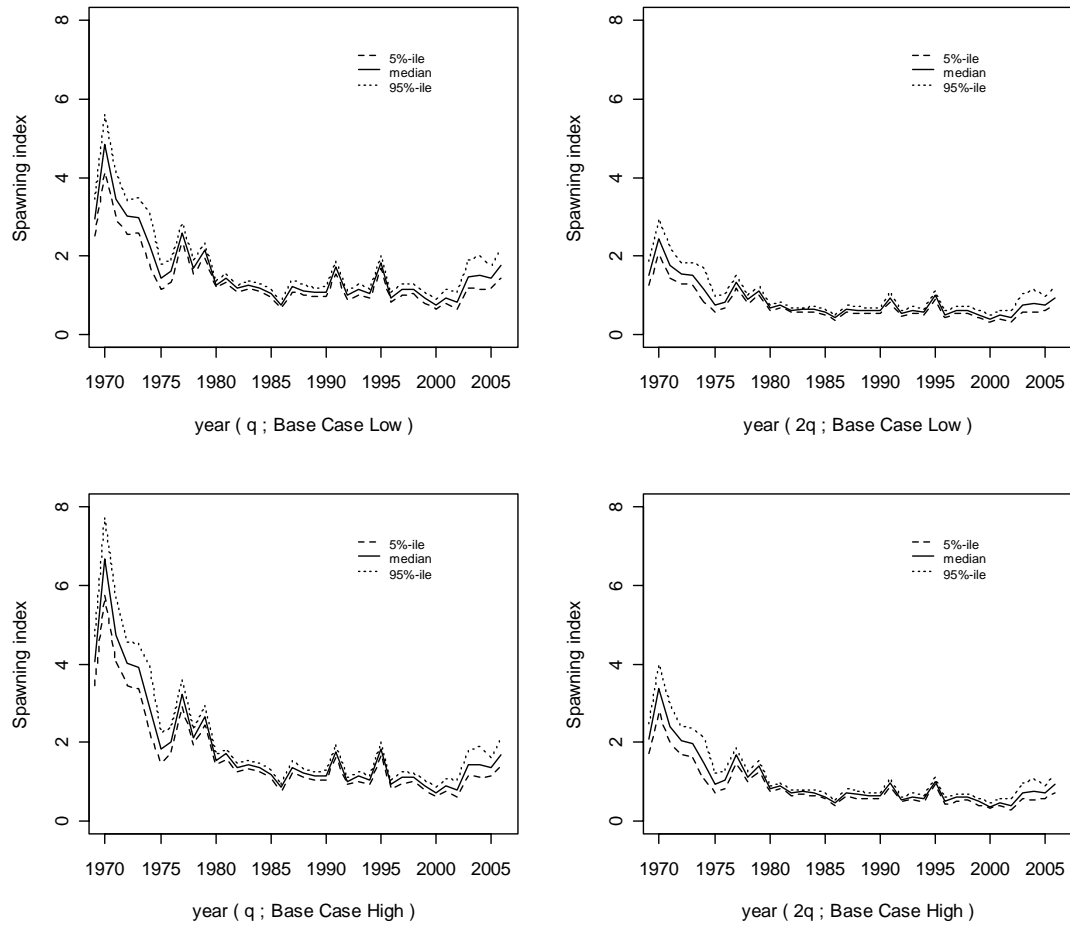 8
6
4
2
0
Spawning index
5%-ile
median
95%-ile
1970 1975 1980 1985 1990 1995 2000 2005
year ( q ; Base Case Low )
8
6
4
2
0
Spawning index
5%-ile
median
95%-ile
1970 1975 1980 1985 1990 1995 2000 2005
year ( 2q ; Base Case Low )
8
6
4
2
0
Spawning index
5%-ile
median
95%-ile
1970 1975 1980 1985 1990 1995 2000 2005
year ( q ; Base Case High )
8
6
4
2
0
Spawning index
5%-ile
median
95%-ile
1970 1975 1980 1985 1990 1995 2000 2005
year ( 2q ; Base Case High )